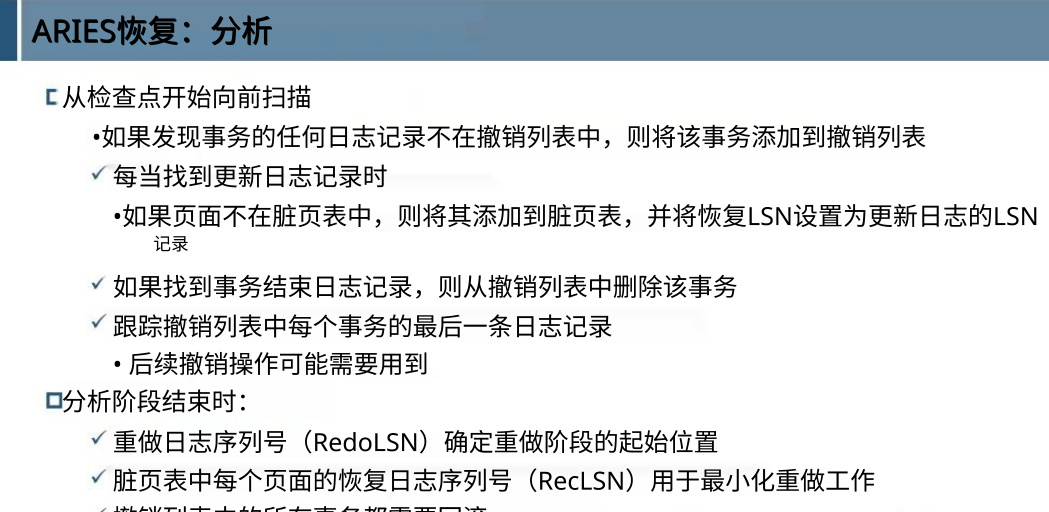 ARIES恢复：分析
从检查点开始向前扫描
•如果发现事务的任何日志记录不在撤销列表中，则将该事务添加到撤销列表
✓ 每当找到更新日志记录时
•如果页面不在脏页表中，则将其添加到脏页表，并将恢复LSN设置为更新日志的LSN
记录
✓ 如果找到事务结束日志记录，则从撤销列表中删除该事务
✓ 跟踪撤销列表中每个事务的最后一条日志记录
• 后续撤销操作可能需要用到
分析阶段结束时：
✓ 重做日志序列号（RedoLSN）确定重做阶段的起始位置
✓ 脏页表中每个页面的恢复日志序列号（RecLSN）用于最小化重做工作